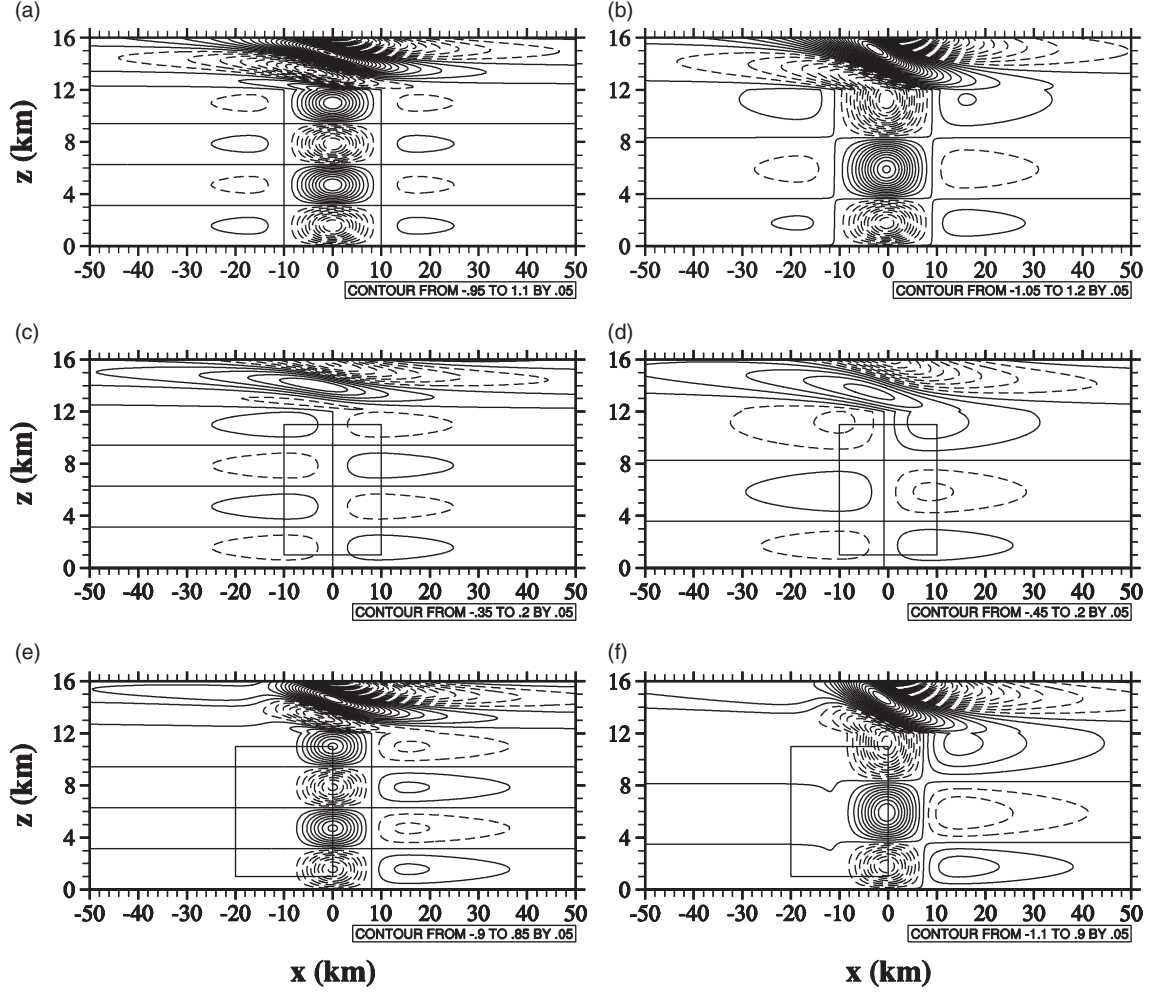 (a) (b)
16 16
12 12
8 8
4 4
0 0
z (km)
-50 -40 -30 -20 -10 0 10 20 30 40 50 -50 -40 -30 -20 -10 0 10 20 30 40 50
CONTOUR FROM -.95 TO 1.1 BY .05 CONTOUR FROM -1.05 TO 1.2 BY .05
(c) (d)
16 16
12 12
8 8
4 4
0 0
z (km)
-50 -40 -30 -20 -10 0 10 20 30 40 50 -50 -40 -30 -20 -10 0 10 20 30 40 50
CONTOUR FROM -.35 TO .2 BY .05 CONTOUR FROM -.45 TO .2 BY .05
(e) (f)
16 16
12 12
8 8
4 4
0 0
z (km)
-50 -40 -30 -20 -10 0 10 20 30 40 50 -50 -40 -30 -20 -10 0 10 20 30 40 50
CONTOUR FROM -.9 TO .85 BY .05 CONTOUR FROM -1.1 TO .9 BY .05
x (km) x (km)